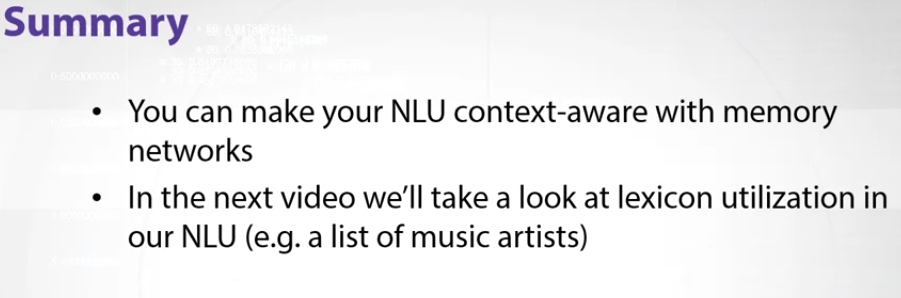 Summary
• You can make your NLU context-aware with memory
networks
• In the next video we’ll take a look at lexicon utilization in
our NLU (e.g. a list of music artists)